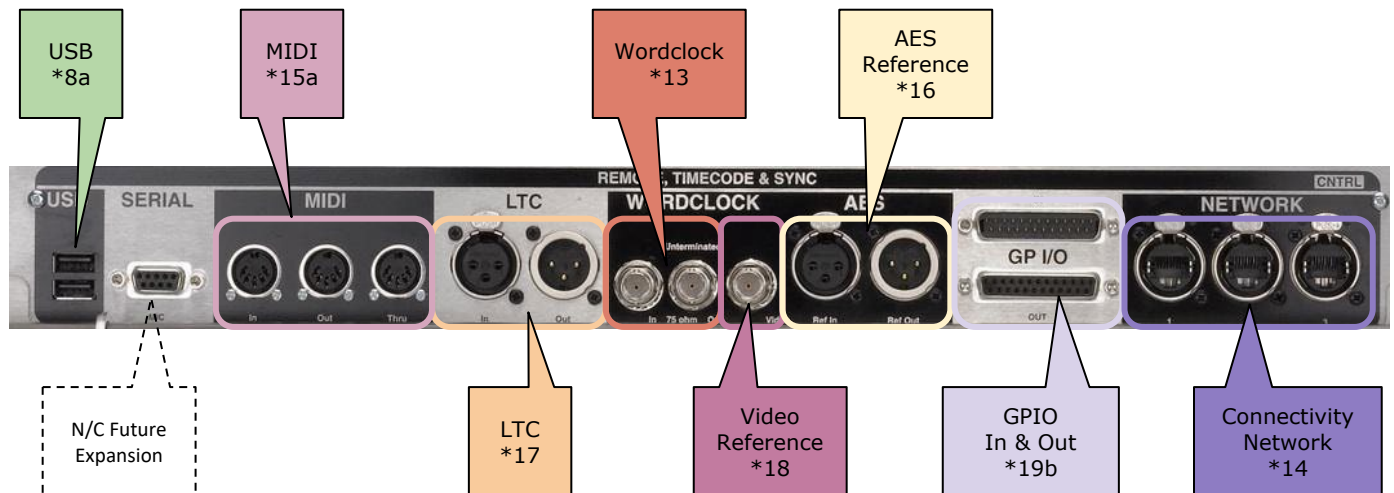 USB
*8a
MIDI
*15a
Wordclock
*13
AES
Reference
*16
REMOTE, TIMECODE & SYNC
CNTRL
SERIAL
MIDI
LTC
WORDCLOCK
AES
NETWORK
Unterminated
GP I/O
In
Out
Thru
In
Out
In
75 ohm
Ref In
Ref Out
OUT
1
3
N/C Future
Expansion
LTC
*17
Video
Reference
*18
GPIO
In & Out
*19b
Connectivity
Network
*14